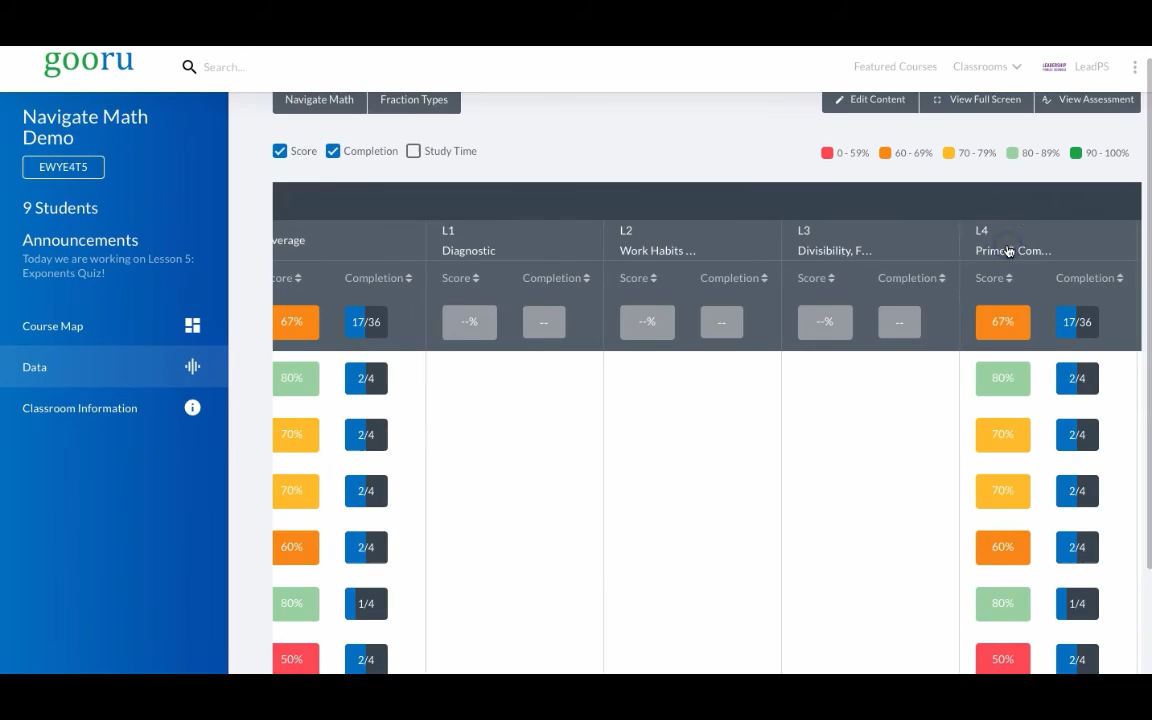 gooru
Search...
Featured Courses
Classrooms
LEADERSHIP
PUBLIC SCHOOLS
LeadPS
Navigate Math
Demo
EWYE4T5
9 Students
Announcements
Today we are working on Lesson 5:
Exponents Quiz!
Course Map
Data
Classroom Information
Navigate Math
Fraction Types
Edit Content
View Full Screen
View Assessment
Score
Completion
Study Time
0 - 59%
60 - 69%
70 - 79%
80 - 89%
90 - 100%
verage
L1
Diagnostic
L2
Work Habits ...
L3
Divisibility, F...
L4
Prime & Com...
core Completion Score Completion Score Completion Score Completion Score Completion
67% 17/36 --% -- --% -- --% -- 67% 17/36
80% 2/4 80% 2/4
70% 2/4 70% 2/4
70% 2/4 70% 2/4
60% 2/4 60% 2/4
80% 1/4 80% 1/4
50% 2/4 50% 2/4